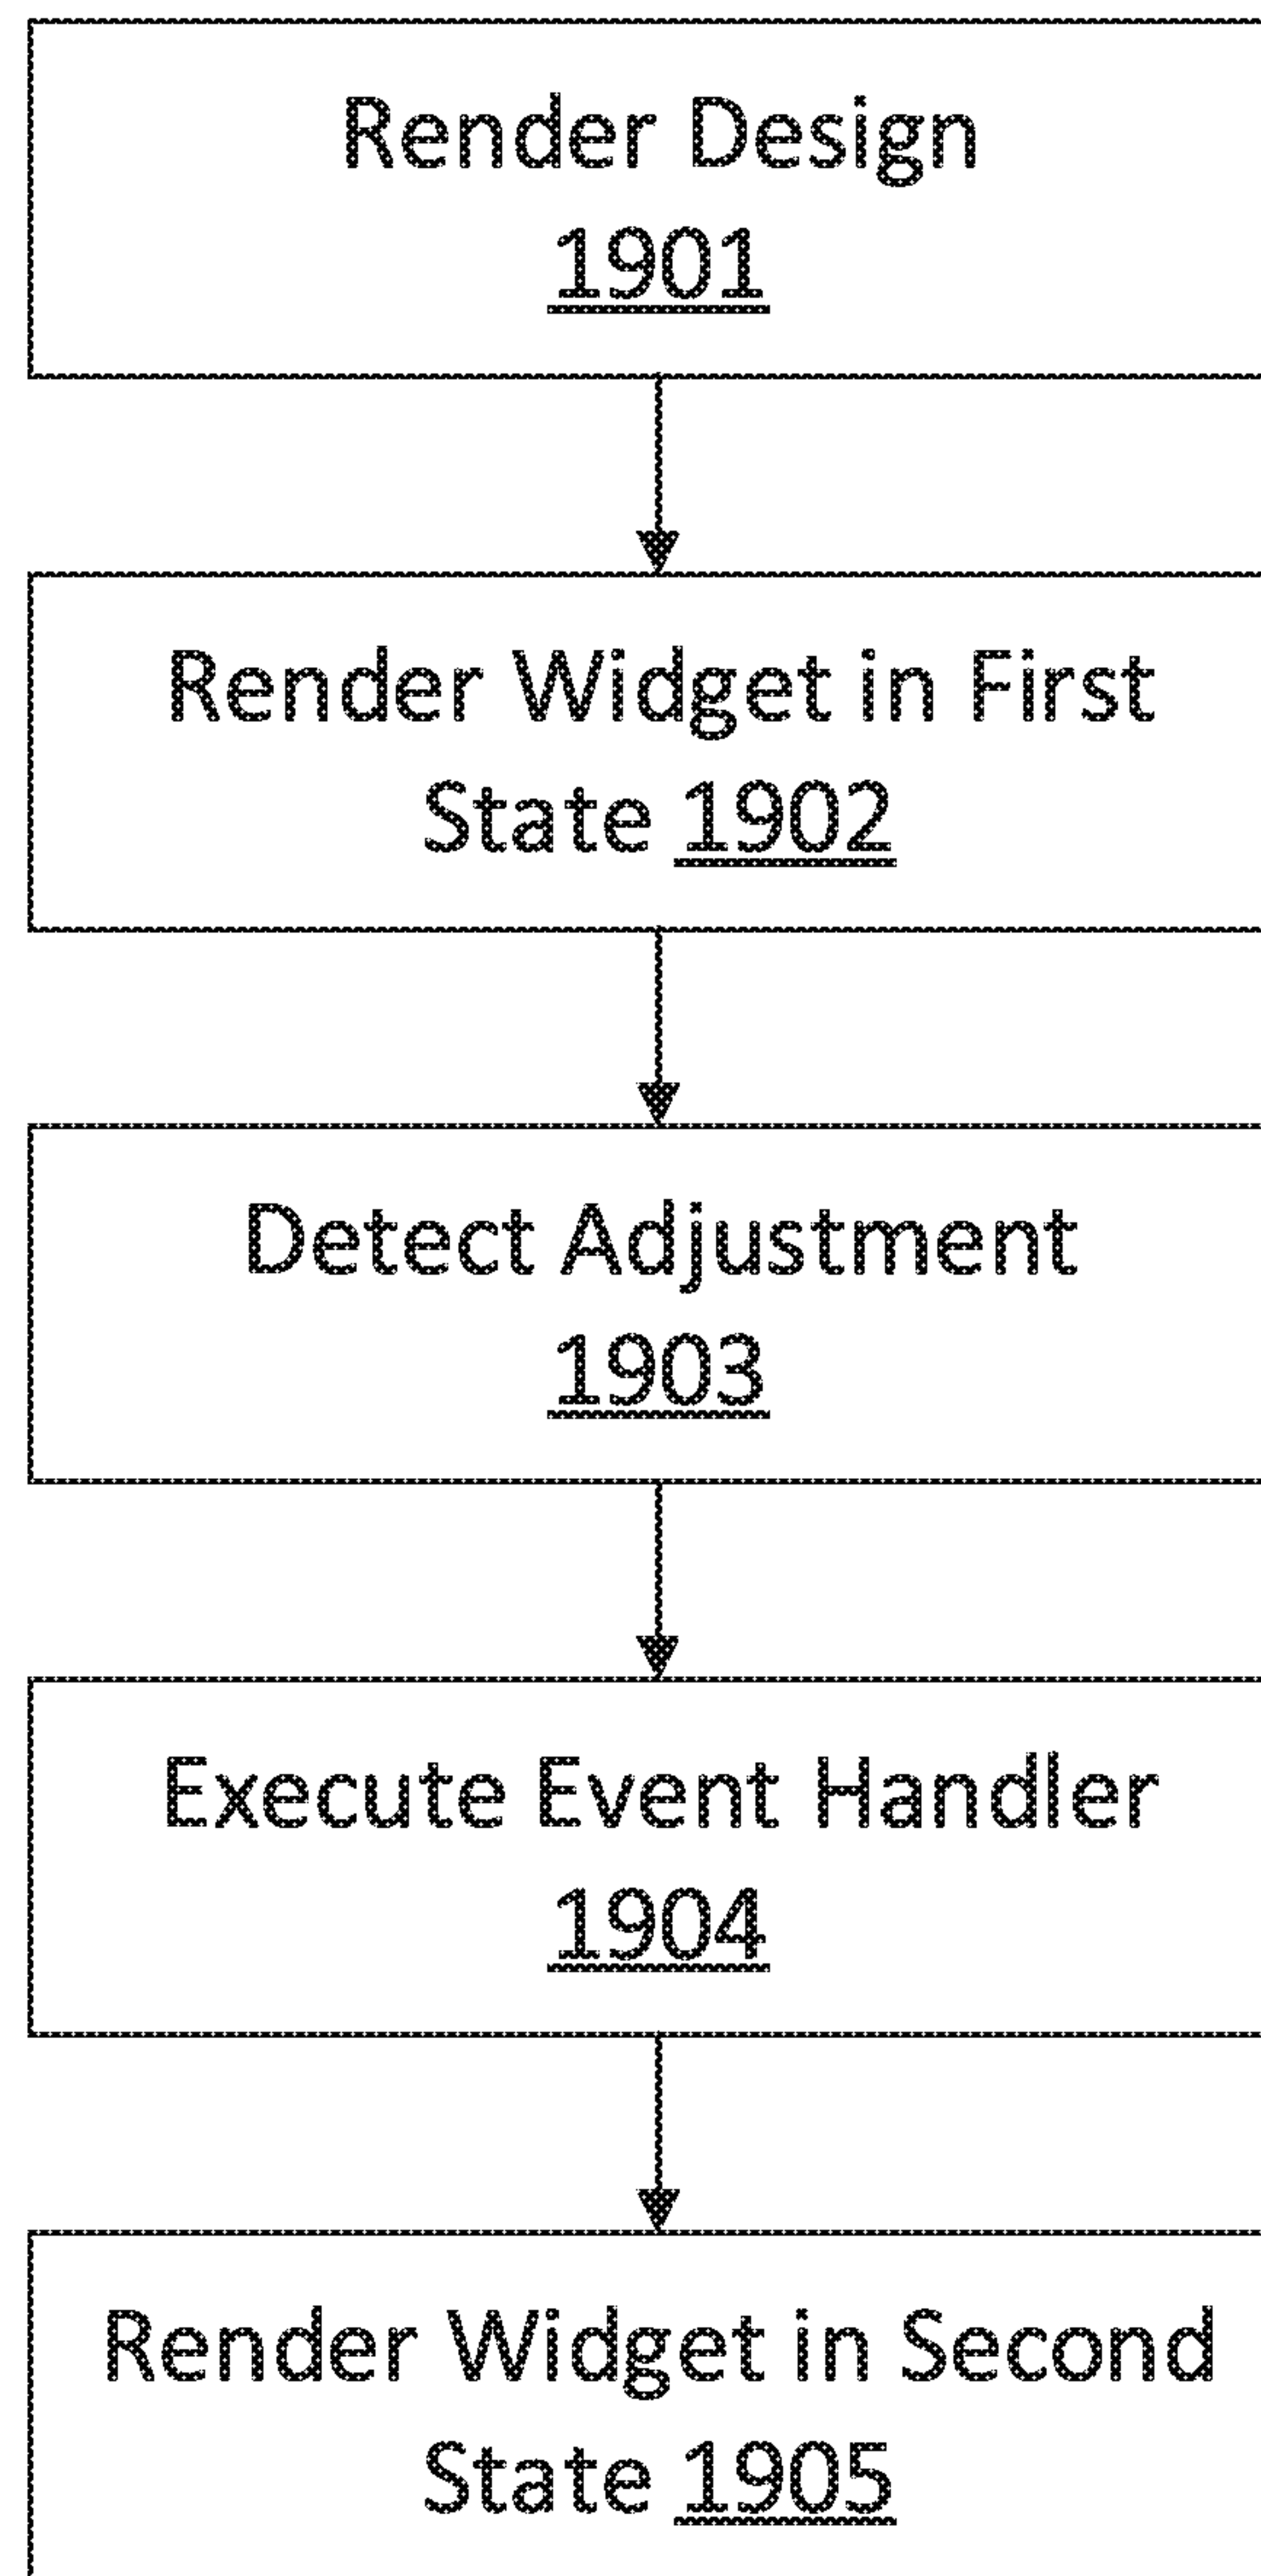 Render Design
1901
Render Widget in First
State 1902
Detect Adjustment
1903
Execute Event Handler
1904
Render Widget in Second
State 1905